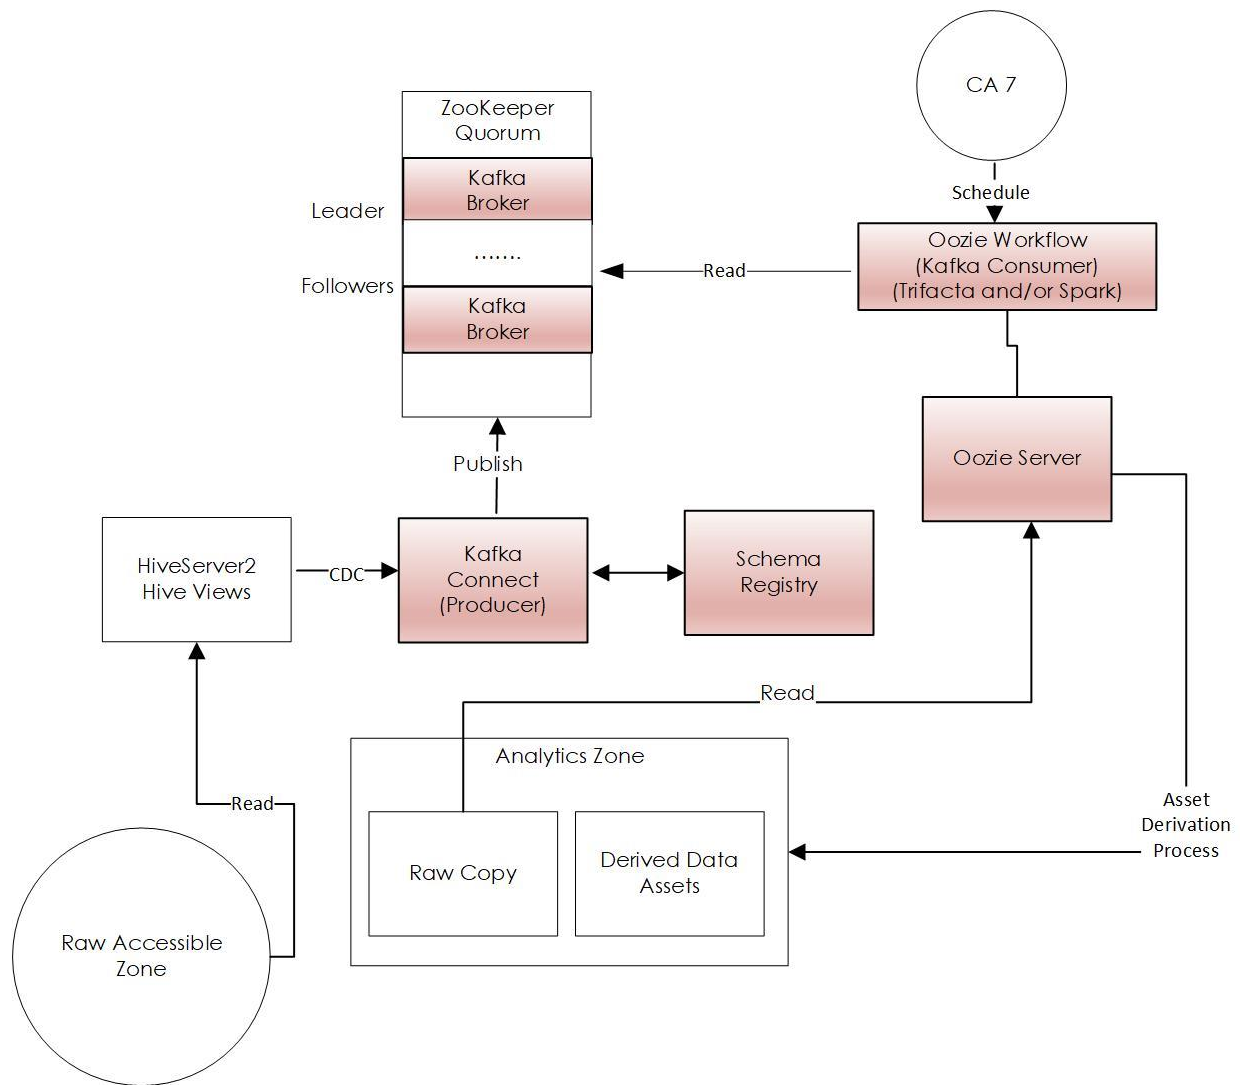 CA 7
ZooKeeper
Quorum
Kafka
Broker
Schedule
Leader
Oozie Workflow
(Kafka Consumer)
(Trifacta and/or Spark)
.......
Read
Followers
Kafka
Broker
Publish
Oozie Server
HiveServer2
Hive Views
CDC
Kafka
Connect
(Producer)
Schema
Registry
Read
Analytics Zone
Read
Raw Copy
Derived Data
Assets
Asset
Derivation
Process
Raw Accessible
Zone